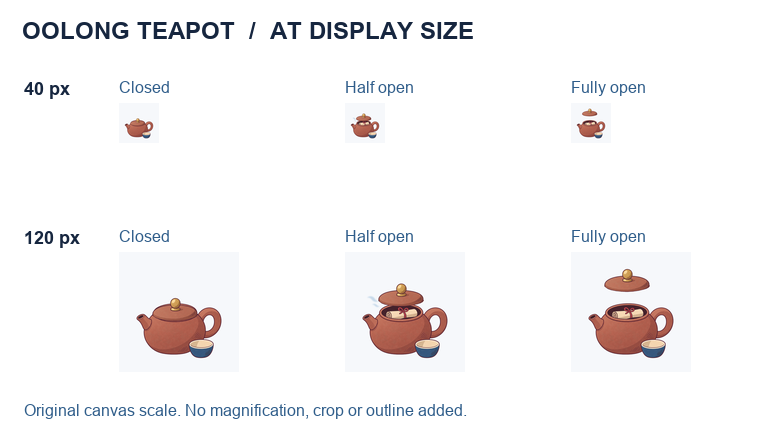 OOLONG TEAPOT / AT DISPLAY SIZE
40 px
Closed
Half open
Fully open
120 px
Closed
Half open
Fully open
Original canvas scale. No magnification, crop or outline added.